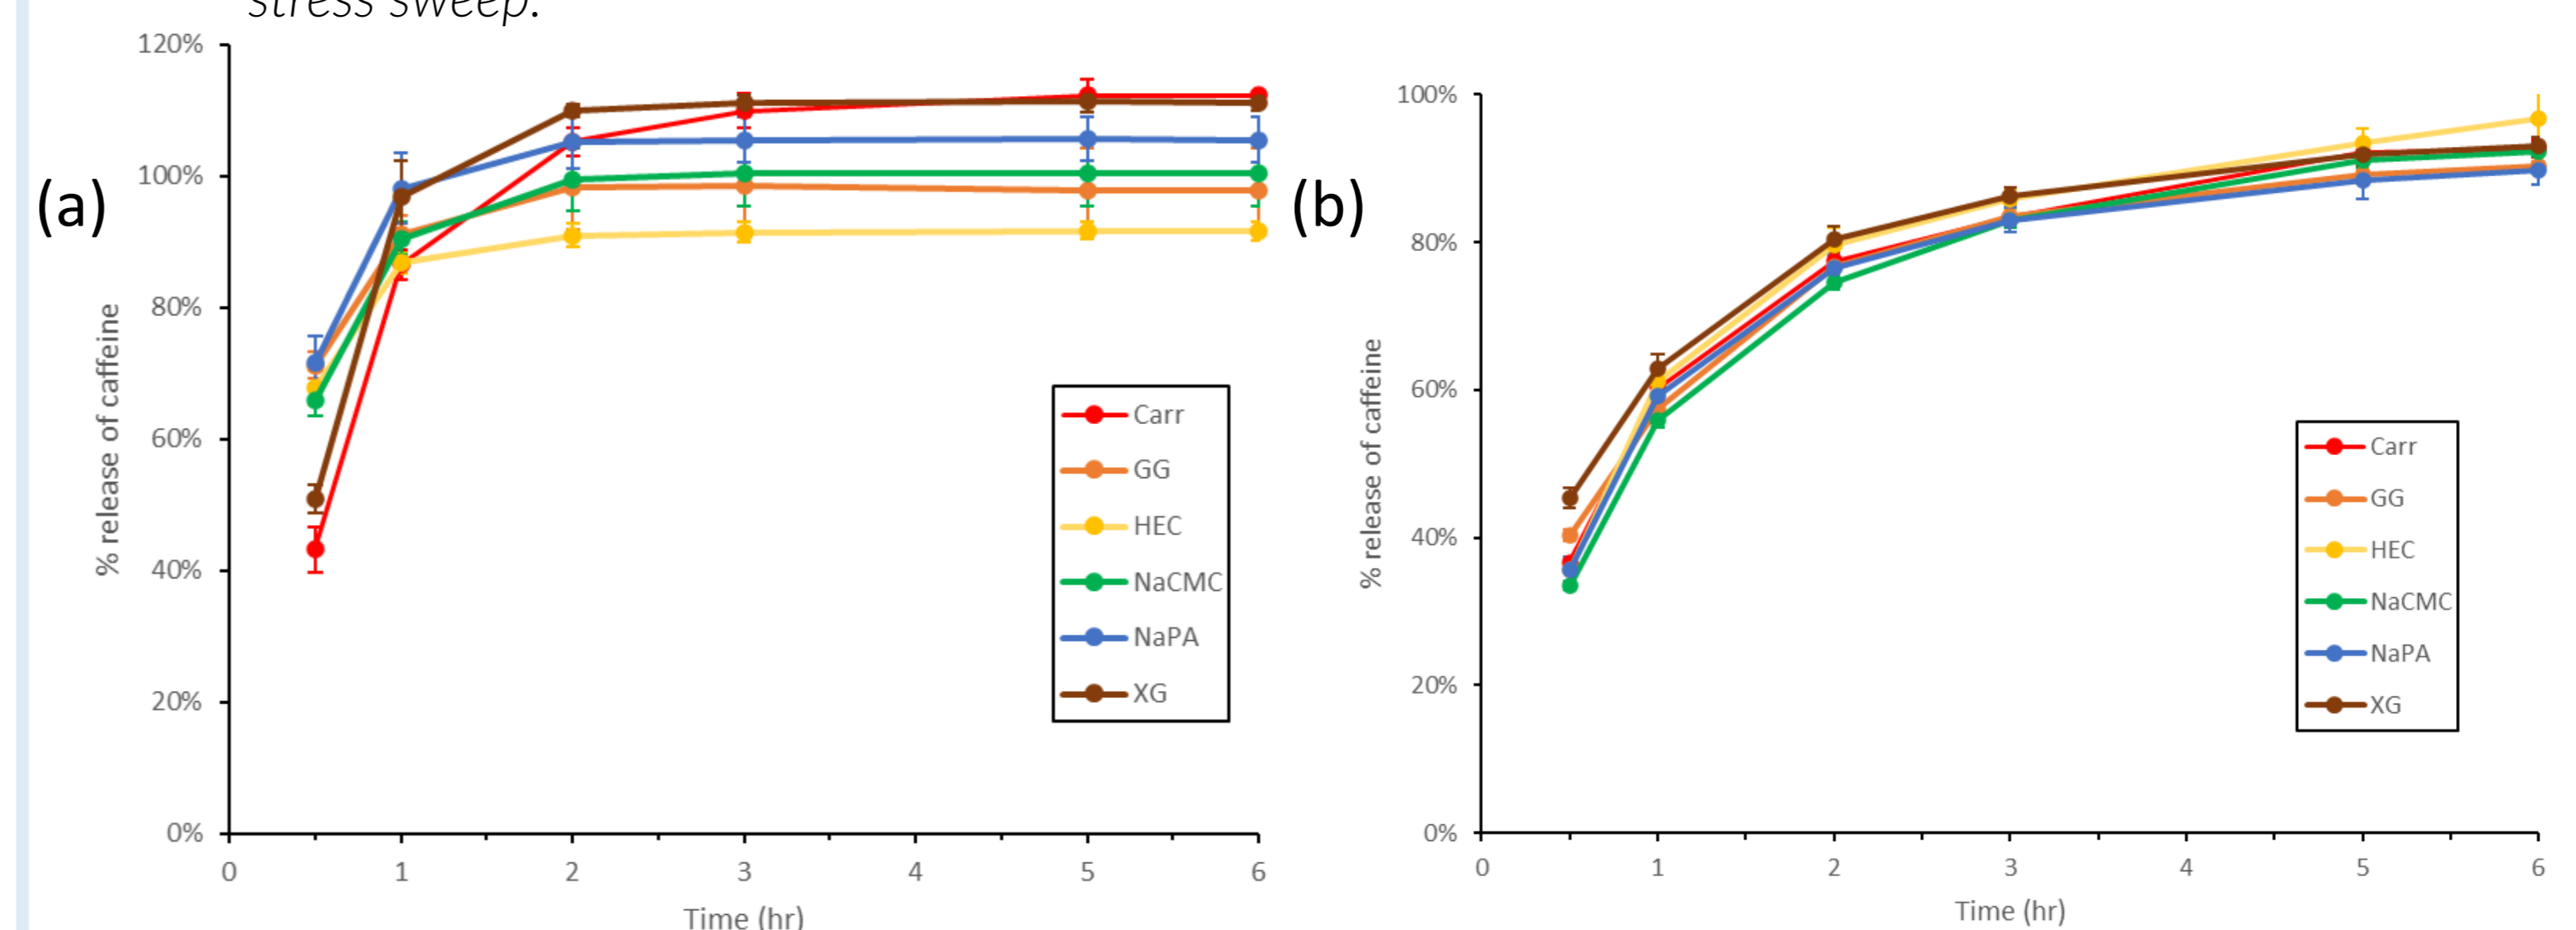 stress sweep.
(a)
% release of caffeine
120%
100%
80%
60%
40%
20%
0%
0 1 2 3 4 5 6
Time (hr)
Carr
GG
HEC
NaCMC
NaPA
XG
(b)
% release of caffeine
100%
80%
60%
40%
20%
0%
0 1 2 3 4 5 6
Time (hr)
Carr
GG
HEC
NaCMC
NaPA
XG